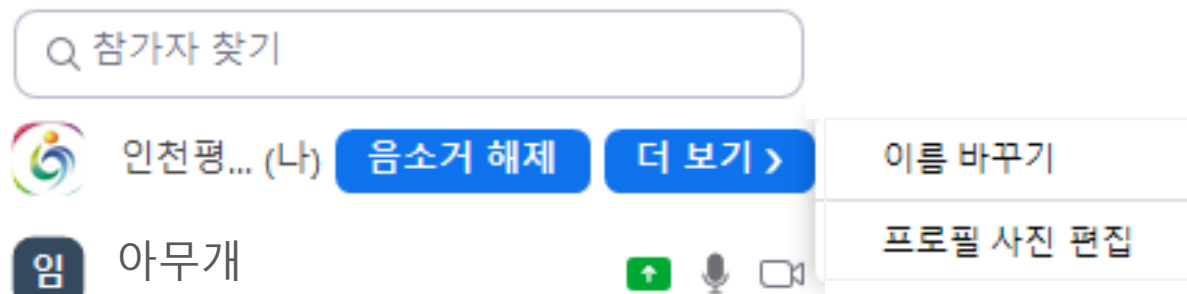 참가자 찾기
인천평... (나) 음소거 해제 더 보기 > 이름 바꾸기
프로필 사진 편집
임 아무개